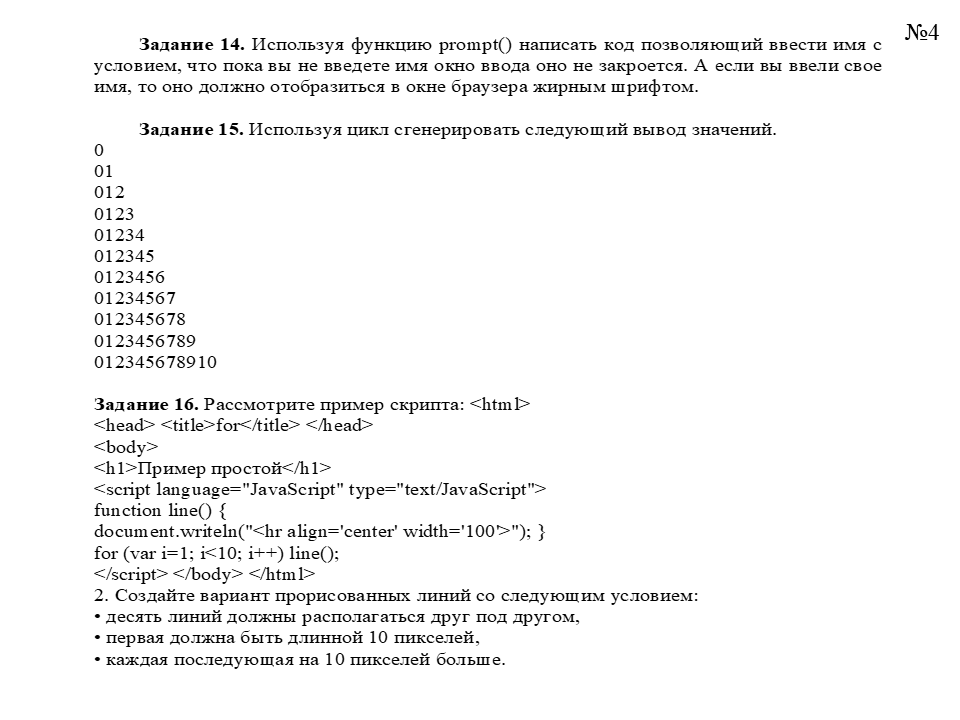 №4
Задание 14. Используя функцию prompt() написать код позволяющий ввести имя с
условием, что пока вы не введете имя окно ввода оно не закроется. А если вы ввели свое
имя, то оно должно отобразиться в окне браузера жирным шрифтом.
Задание 15. Используя цикл сгенерировать следующий вывод значений.
0
01
012
0123
01234
012345
0123456
01234567
012345678
0123456789
012345678910
Задание 16. Рассмотрите пример скрипта: <html>
<head> <title>for</title> </head>
<body>
<h1>Пример простой</h1>
<script language="JavaScript" type="text/JavaScript">
function line() {
document.writeln("<hr align='center' width='100'>"); }
for (var i=1; i<10; i++) line();
</script> </body> </html>
2. Создайте вариант прорисованных линий со следующим условием:
• десять линий должны располагаться друг под другом,
• первая должна быть длинной 10 пикселей,
• каждая последующая на 10 пикселей больше.